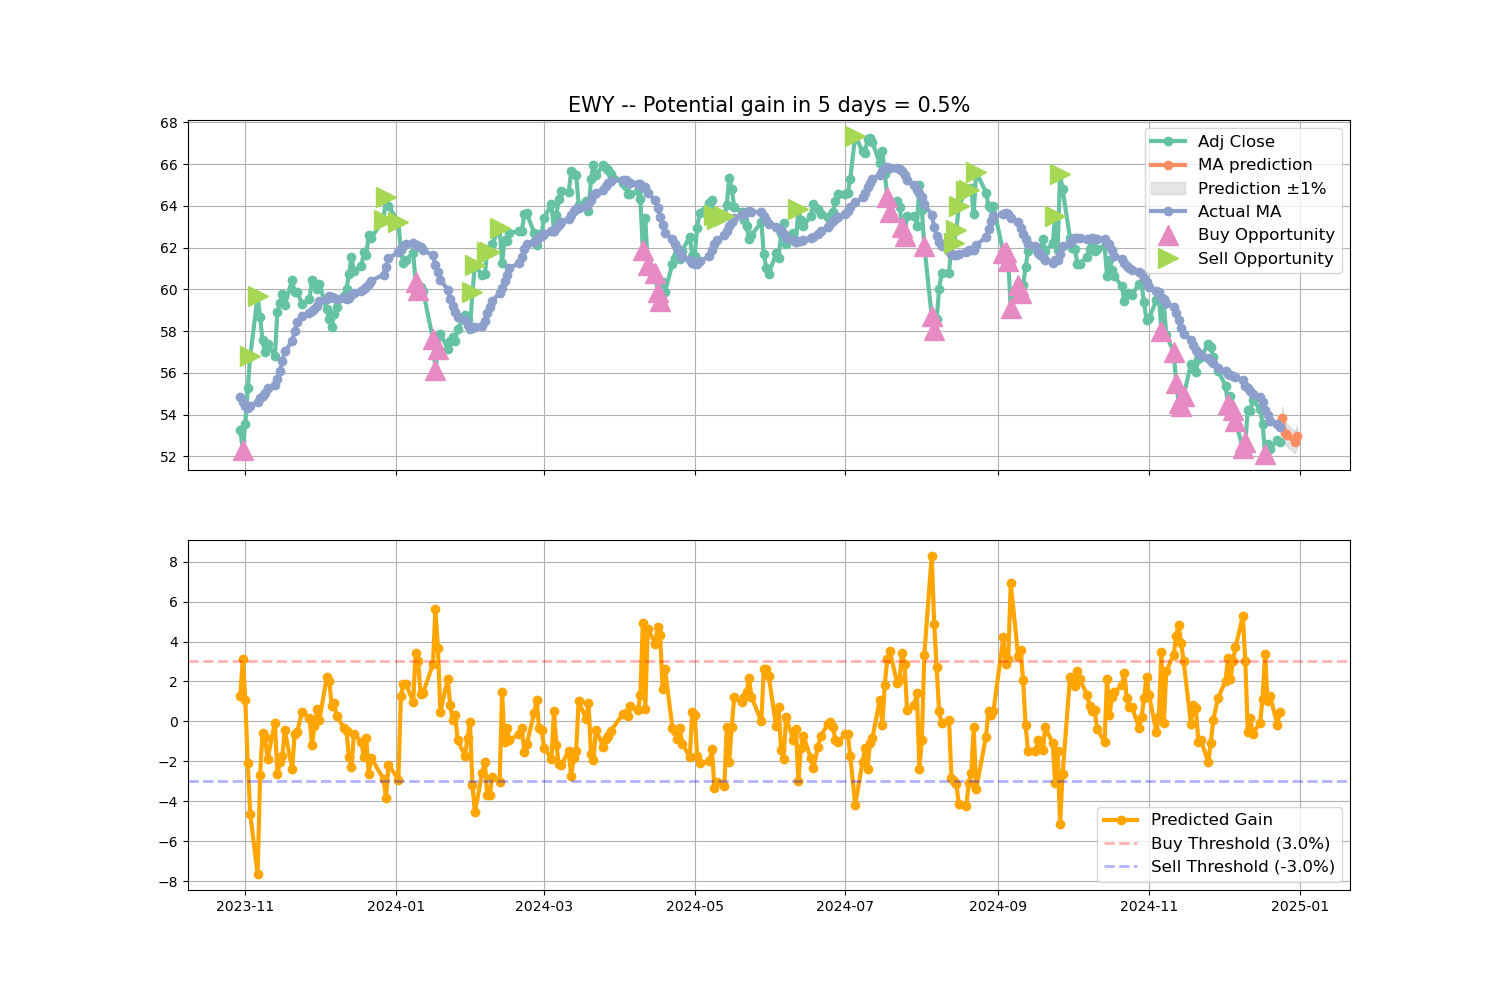 EWY -- Potential gain in 5 days = 0.5%
68
66
64
62
60
58
56
54
52
Adj Close
MA prediction
Prediction ±1%
Actual MA
Buy Opportunity
Sell Opportunity
8
6
4
2
0
−2
−4
−6
−8
Predicted Gain
Buy Threshold (3.0%)
Sell Threshold (-3.0%)
2023-11
2024-01
2024-03
2024-05
2024-07
2024-09
2024-11
2025-01